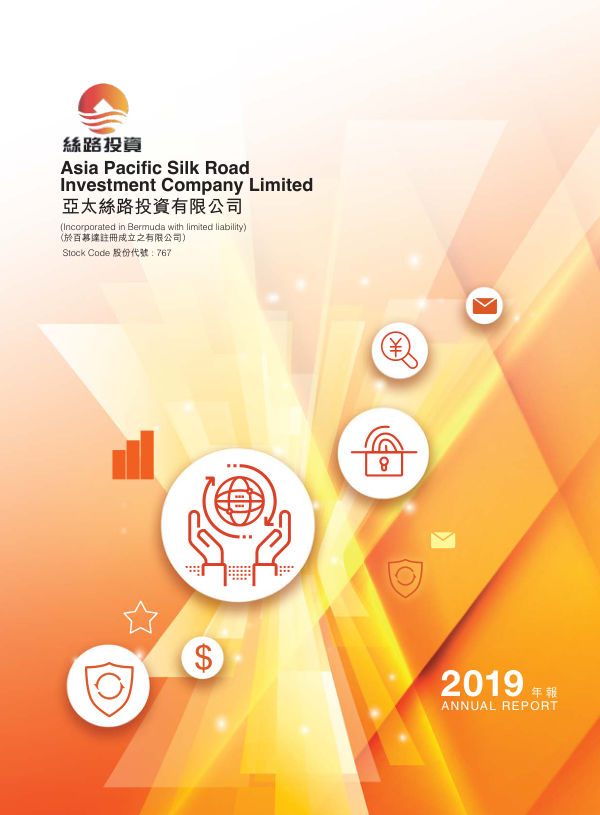 絲路投資
Asia Pacific Silk Road
Investment Company Limited
亞太絲路投資有限公司
(Incorporated in Bermuda with limited liability)
(於百慕達註冊成立之有限公司)
Stock Code 股份代號 : 767
¥
$
2019 年報
ANNUAL REPORT